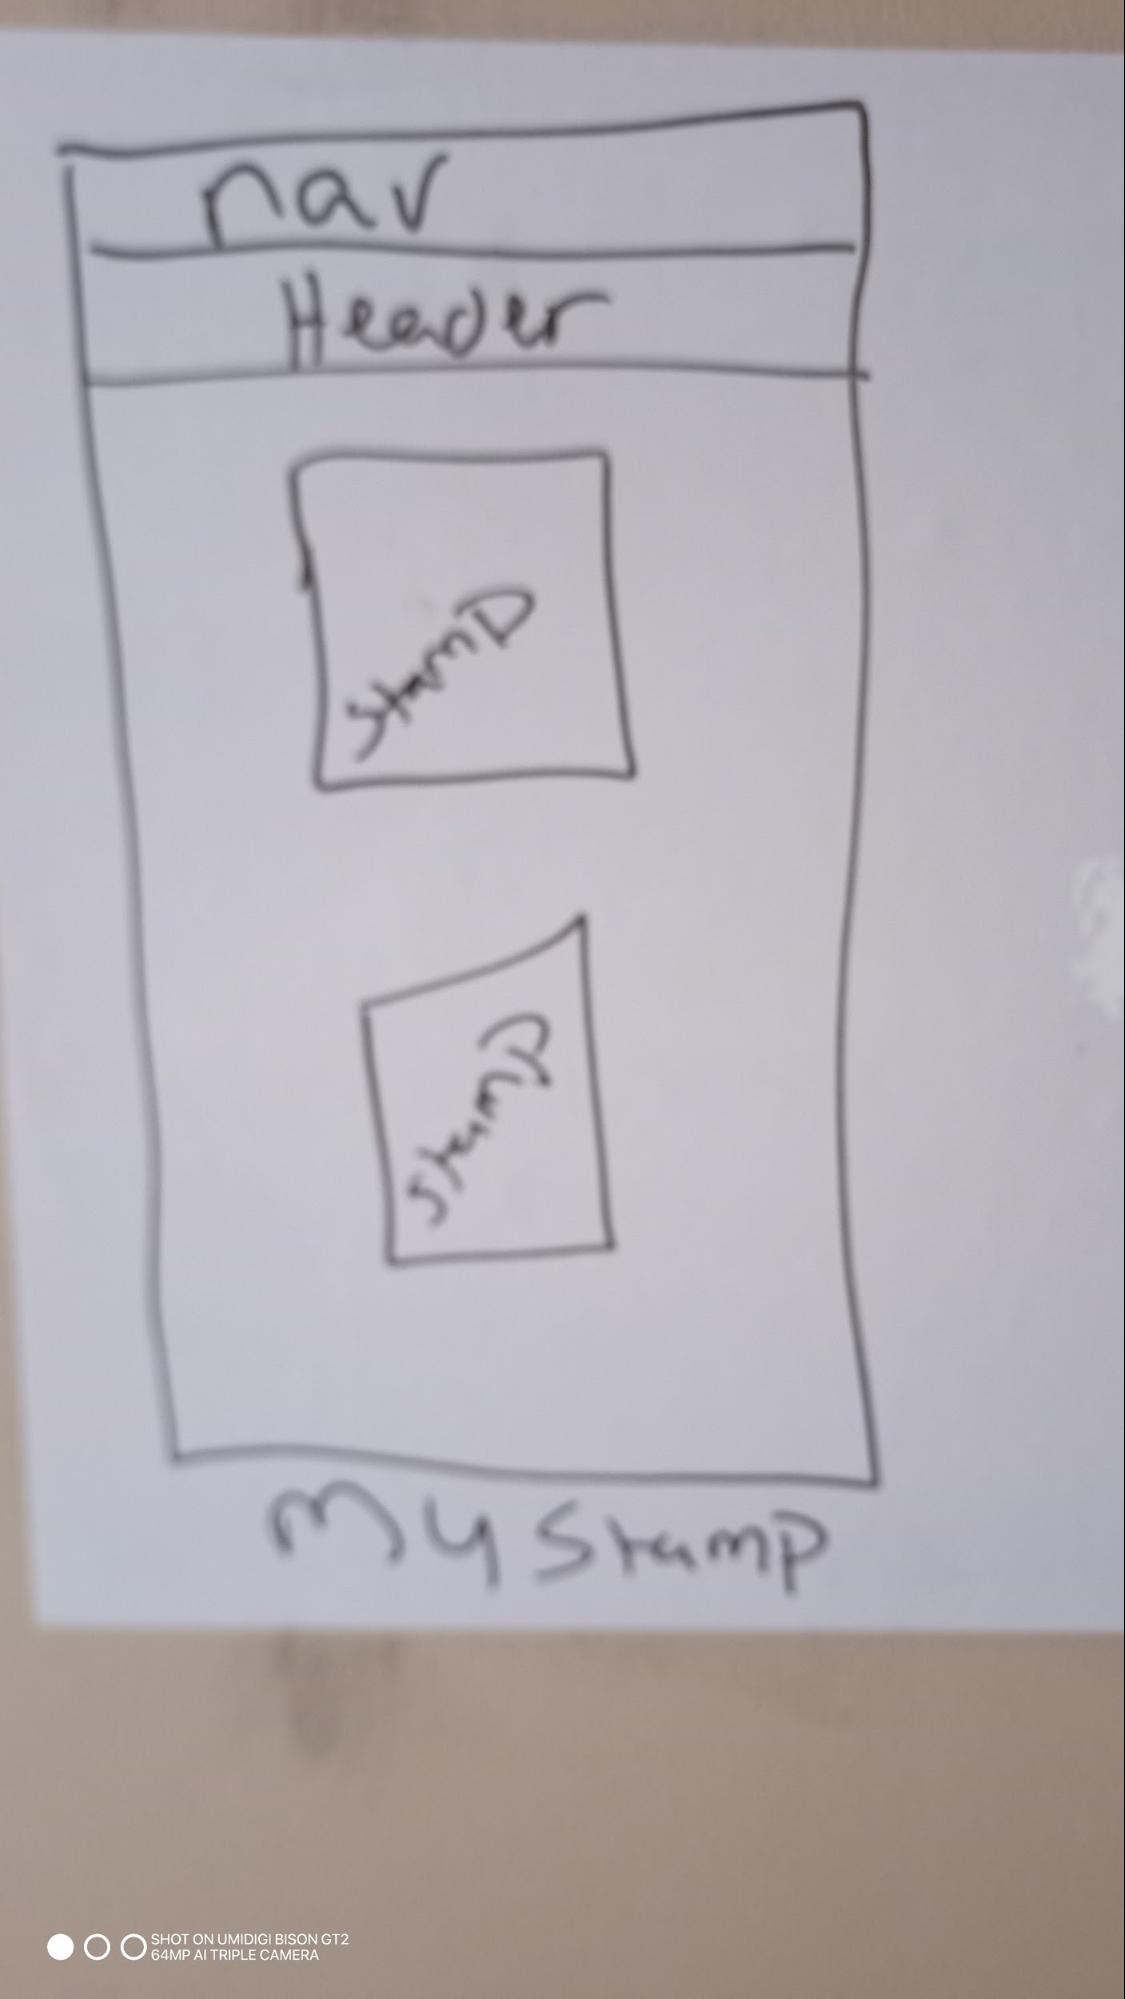 nav
Header
Stamp
Stamp
My Stamp
SHOT ON UMIDIGI BISON GT2
64MP AI TRIPLE CAMERA